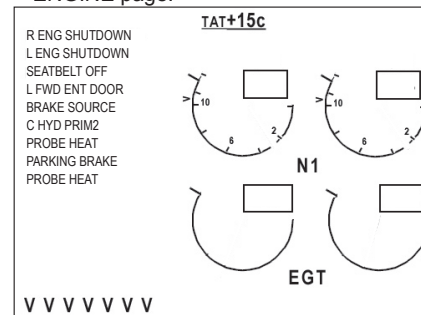 ENGINE page.
TAT+15c
R ENG SHUTDOWN
L ENG SHUTDOWN
SEATBELT OFF
L FWD ENT DOOR
BRAKE SOURCE
C HYD PRIM2
PROBE HEAT
PARKING BRAKE
PROBE HEAT
10
6
2
10
6
2
N1
EGT
V V V V V V V